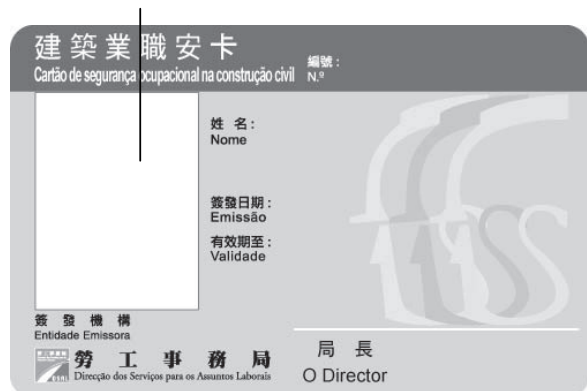 建築業職安卡
Cartão de segurança ocupacional na construção civil
編號：
N.º
姓 名：
Nome
簽發日期：
Emissão
有效期至：
Validade
簽 發 機 構
Entidade Emissora
勞 工 事 務 局
Direcção dos Serviços para os Assuntos Laborais
局 長
O Director